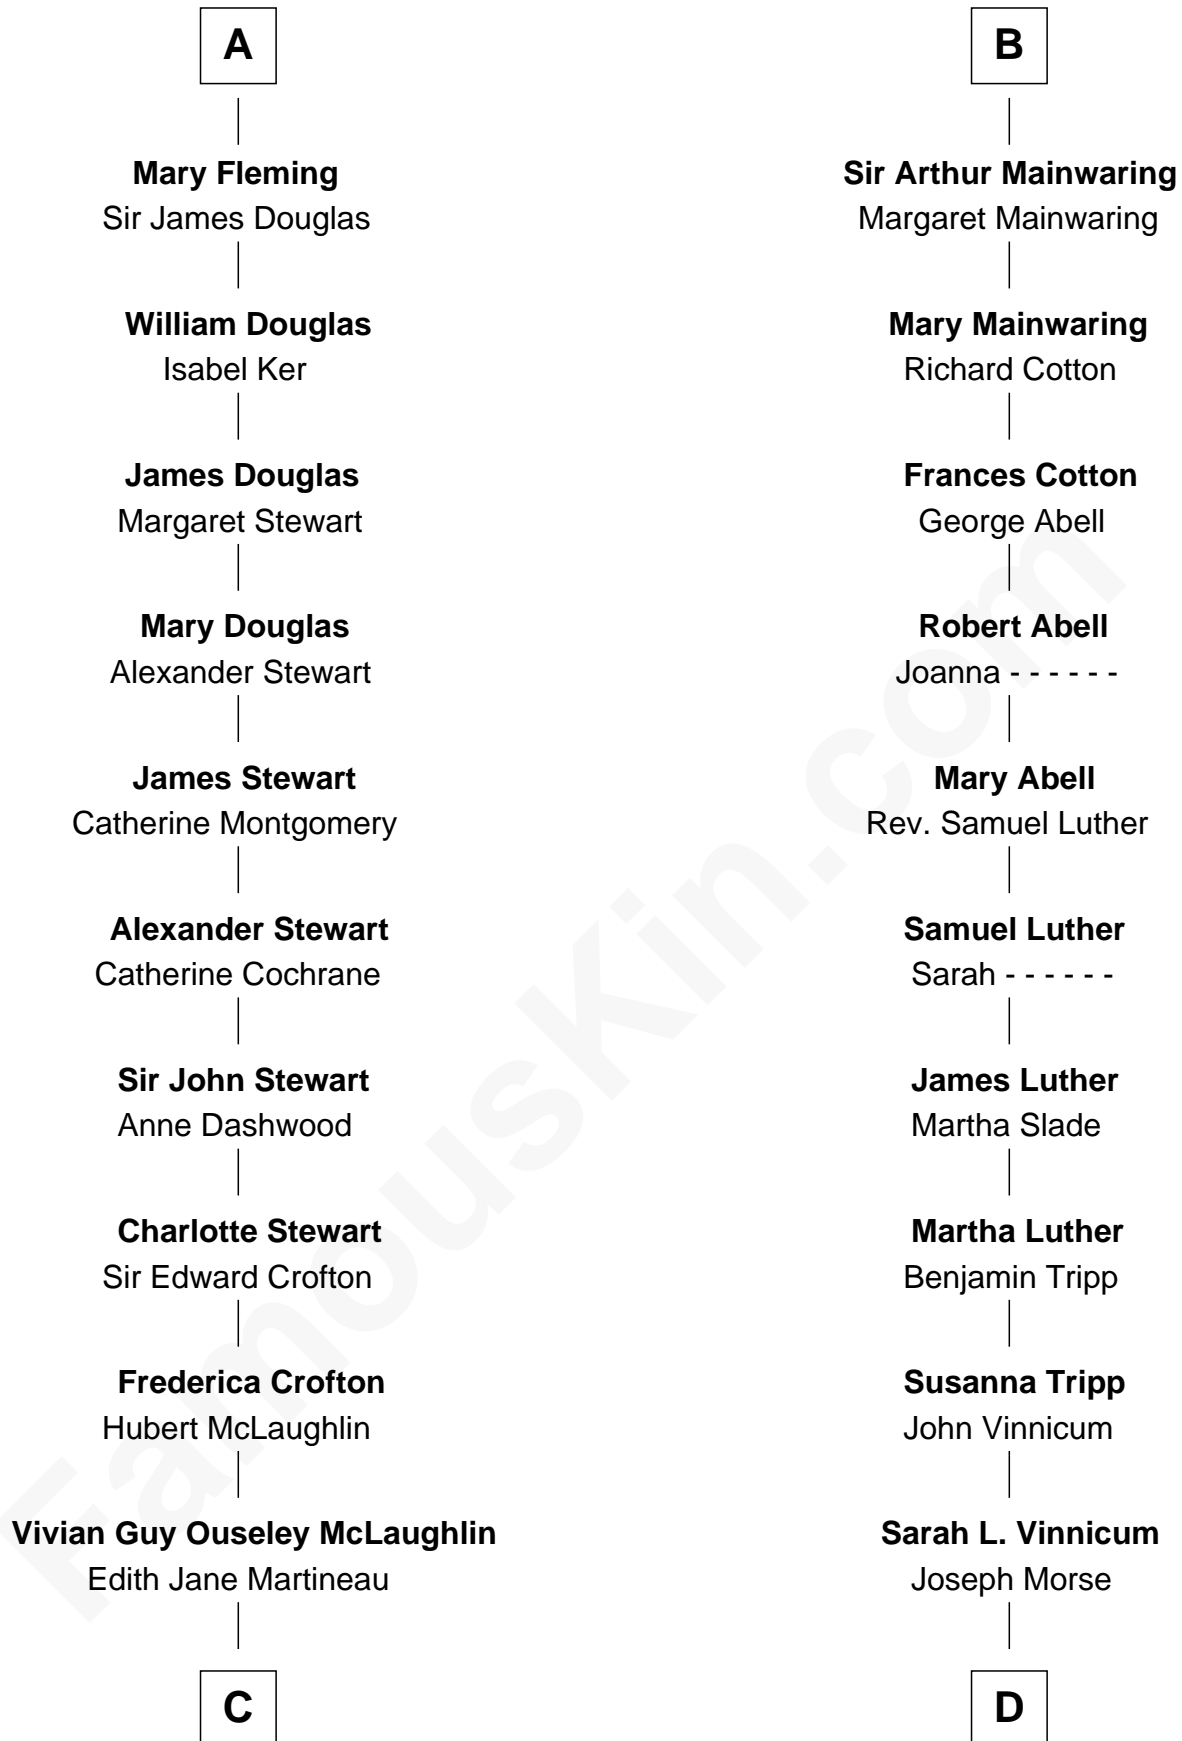 A
Mary Fleming
Sir James Douglas
William Douglas
Isabel Ker
James Douglas
Margaret Stewart
Mary Douglas
Alexander Stewart
James Stewart
Catherine Montgomery
Alexander Stewart
Catherine Cochrane
Sir John Stewart
Anne Dashwood
Charlotte Stewart
Sir Edward Crofton
Frederica Crofton
Hubert McLaughlin
Vivian Guy Ouseley McLaughlin
Edith Jane Martineau
C
B
Sir Arthur Mainwaring
Margaret Mainwaring
Mary Mainwaring
Richard Cotton
Frances Cotton
George Abell
Robert Abell
Joanna - - - - - -
Mary Abell
Rev. Samuel Luther
Samuel Luther
Sarah - - - - - -
James Luther
Martha Slade
Martha Luther
Benjamin Tripp
Susanna Tripp
John Vinnicum
Sarah L. Vinnicum
Joseph Morse
D
FamousKin.com